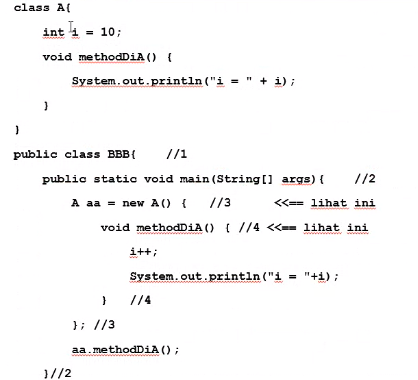 class A{
int i = 10;
void methodDiA() {
System.out.println("i = " + i);
}
}
public class BBB{ //1
public static void main(String[] args){ //2
A aa = new A() { //3 <<== lihat ini
void methodDiA() { //4 <<== lihat ini
i++;
System.out.println("i = "+i);
} //4
}; //3
aa.methodDiA();
}//2